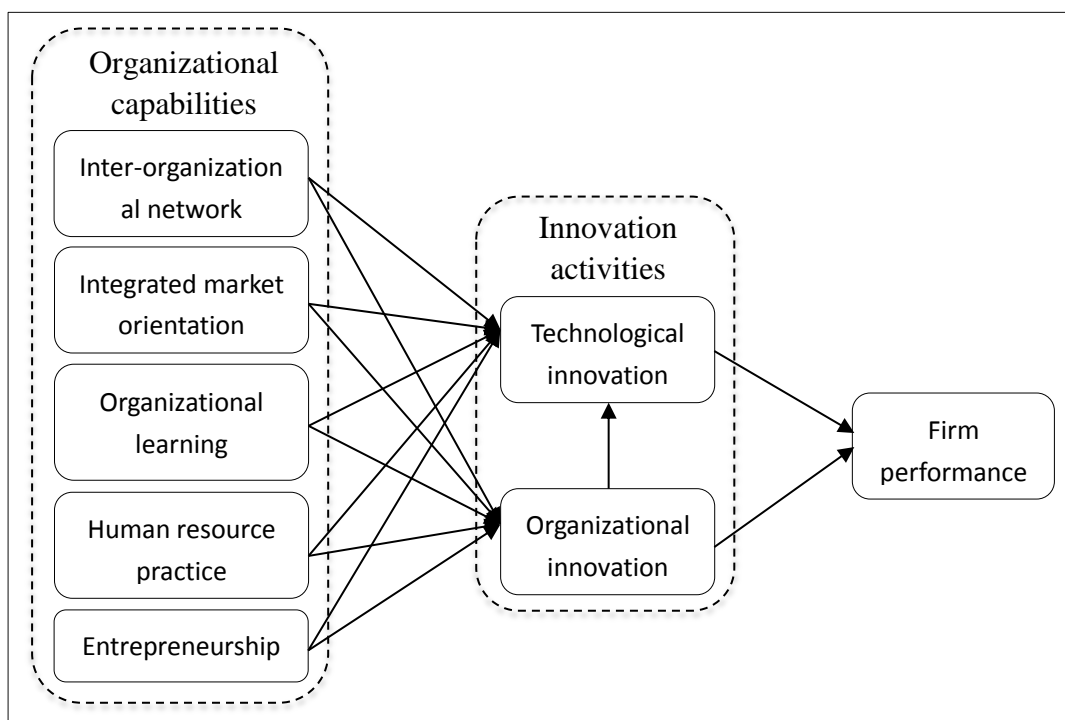 Organizational
capabilities
Inter-organization
al network
Integrated market
orientation
Organizational
learning
Human resource
practice
Entrepreneurship
Innovation
activities
Technological
innovation
Organizational
innovation
Firm
performance